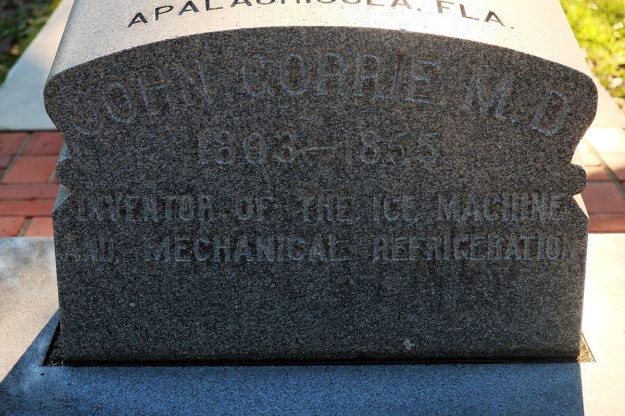 APALACHICOLA, FLA.
JOHN GORRIE M.D.
1803–1855
INVENTOR OF THE ICE MACHINE
AND MECHANICAL REFRIGERATION